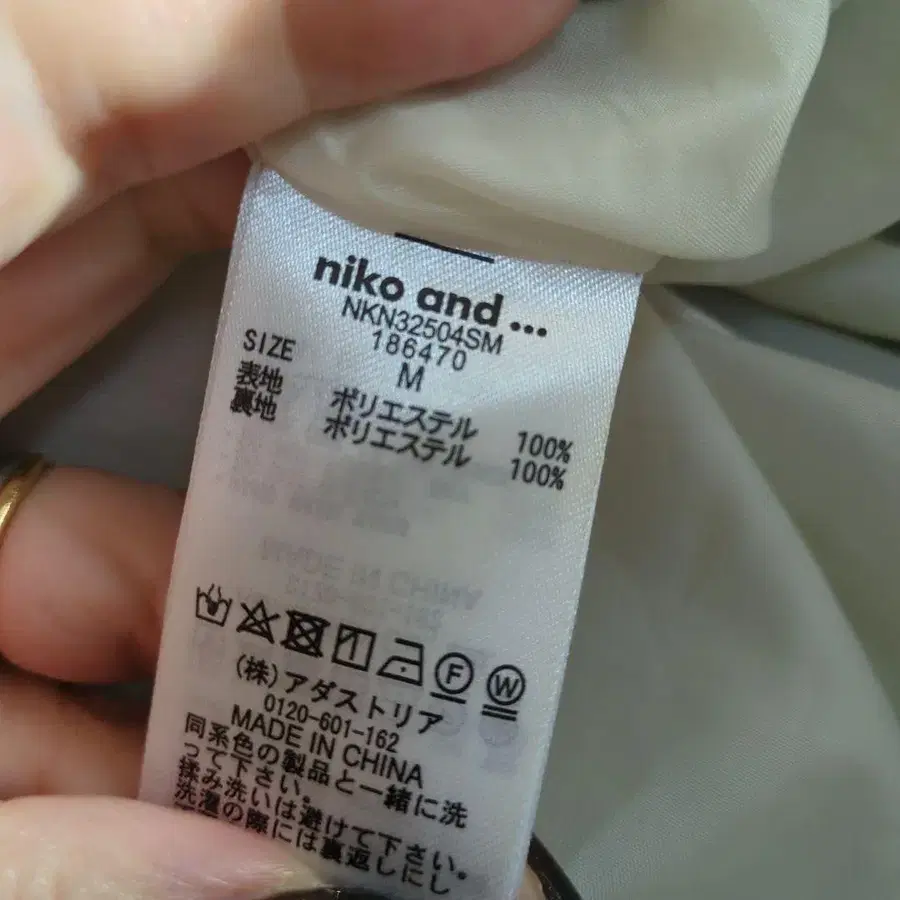 niko and ...
NKN32504SM
186470
SIZE M
表地 ポリエステル 100%
裏地 ポリエステル 100%
F W
(株)アダストリア
0120-601-162
MADE IN CHINA
同系色の製品と一緒に洗
って下さい。
揉み洗いは避けて下さい。
洗濯の際には裏返しにし